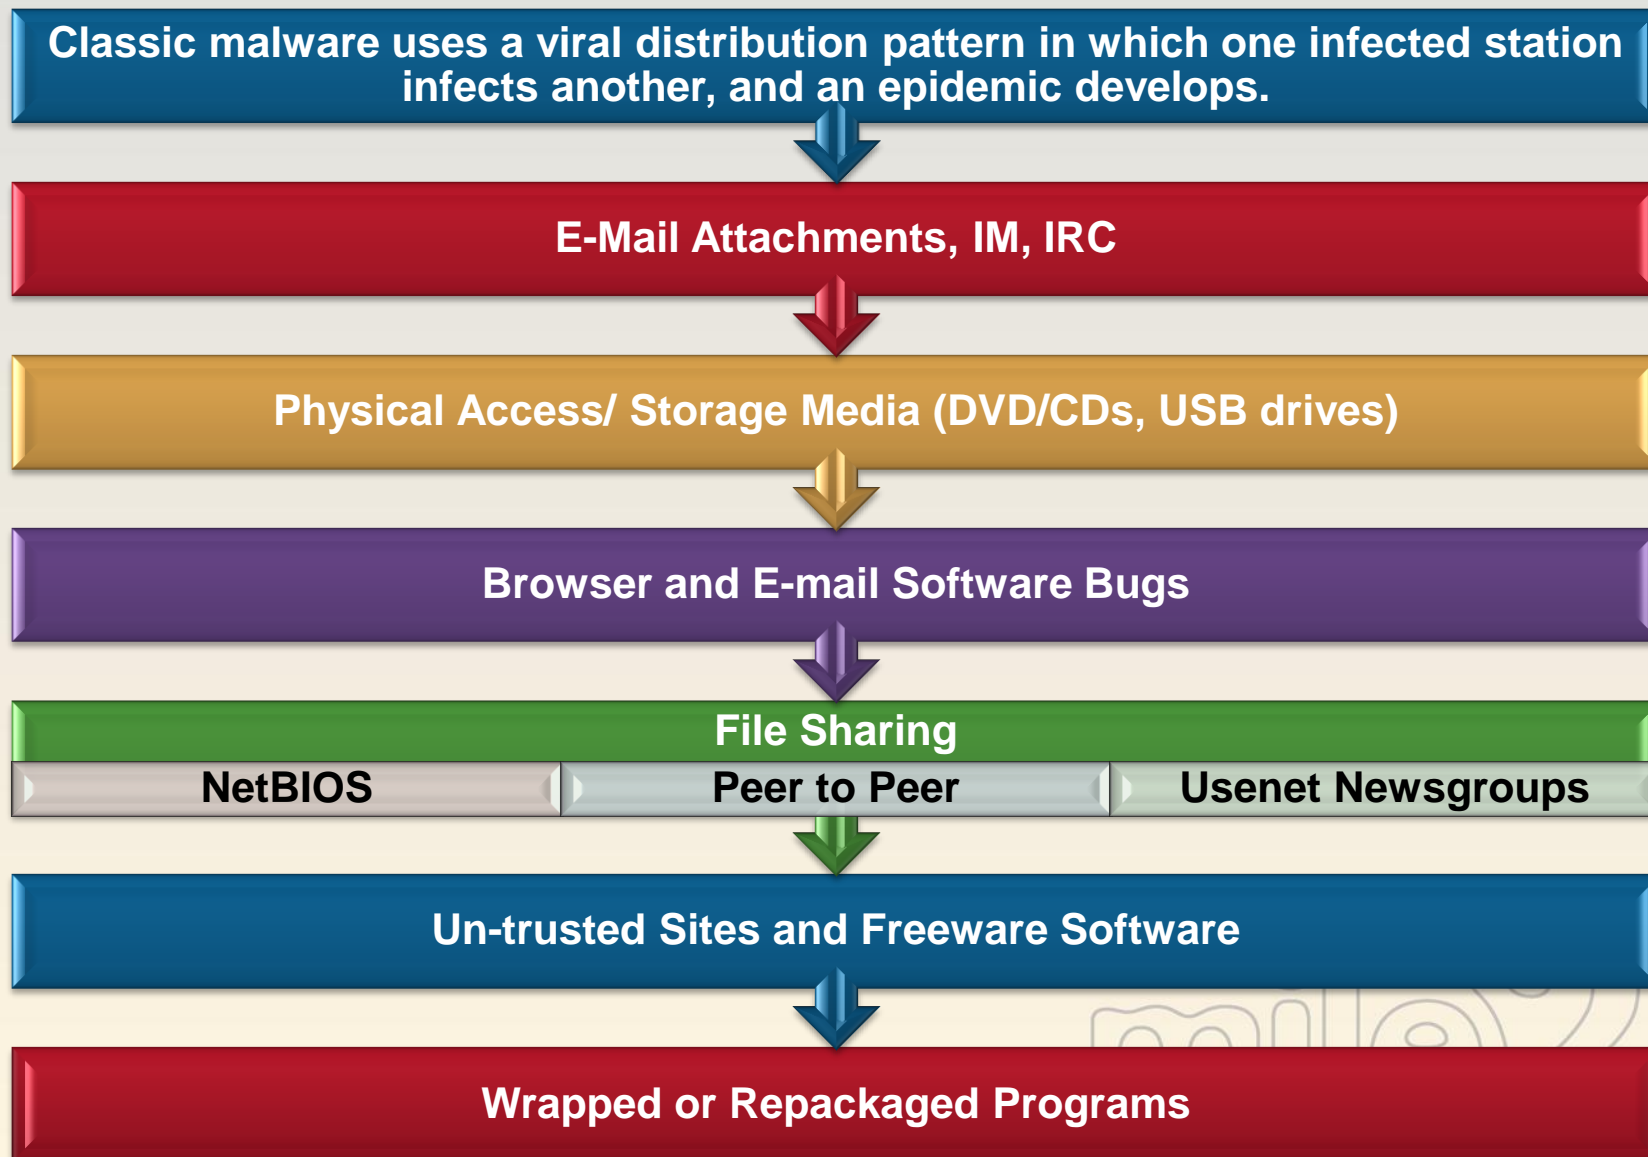 Classic malware uses a viral distribution pattern in which one infected station
infects another, and an epidemic develops.
E-Mail Attachments, IM, IRC
Physical Access/ Storage Media (DVD/CDs, USB drives)
Browser and E-mail Software Bugs
File Sharing
NetBIOS Peer to Peer Usenet Newsgroups
Un-trusted Sites and Freeware Software
Wrapped or Repackaged Programs